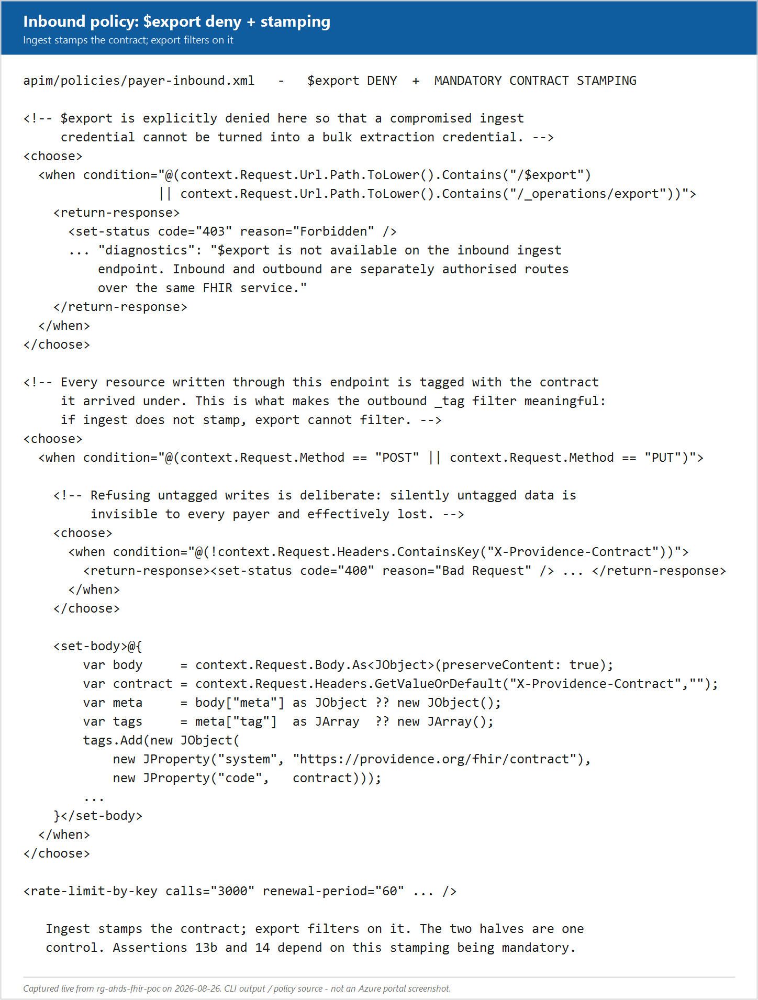 Inbound policy: $export deny + stamping
Ingest stamps the contract; export filters on it
apim/policies/payer-inbound.xml   -   $export DENY  +  MANDATORY CONTRACT STAMPING
<!-- $export is explicitly denied here so that a compromised ingest
     credential cannot be turned into a bulk extraction credential. -->
<choose>
  <when condition="@(context.Request.Url.Path.ToLower().Contains("/$export")
                  || context.Request.Url.Path.ToLower().Contains("/_operations/export"))">
    <return-response>
      <set-status code="403" reason="Forbidden" />
      ... "diagnostics": "$export is not available on the inbound ingest
          endpoint. Inbound and outbound are separately authorised routes
          over the same FHIR service."
    </return-response>
  </when>
</choose>
<!-- Every resource written through this endpoint is tagged with the contract
     it arrived under. This is what makes the outbound _tag filter meaningful:
     if ingest does not stamp, export cannot filter. -->
<choose>
  <when condition="@(context.Request.Method == "POST" || context.Request.Method == "PUT")">
    <!-- Refusing untagged writes is deliberate: silently untagged data is
         invisible to every payer and effectively lost. -->
    <choose>
      <when condition="@(!context.Request.Headers.ContainsKey("X-Providence-Contract"))">
        <return-response><set-status code="400" reason="Bad Request" /> ... </return-response>
      </when>
    </choose>
    <set-body>@{
        var body     = context.Request.Body.As<JObject>(preserveContent: true);
        var contract = context.Request.Headers.GetValueOrDefault("X-Providence-Contract","");
        var meta     = body["meta"] as JObject ?? new JObject();
        var tags     = meta["tag"]  as JArray  ?? new JArray();
        tags.Add(new JObject(
            new JProperty("system", "https://providence.org/fhir/contract"),
            new JProperty("code",   contract)));
        ...
    }</set-body>
  </when>
</choose>
<rate-limit-by-key calls="3000" renewal-period="60" ... />
   Ingest stamps the contract; export filters on it. The two halves are one
   control. Assertions 13b and 14 depend on this stamping being mandatory.
Captured live from rg-ahds-fhir-poc on 2026-08-26. CLI output / policy source - not an Azure portal screenshot.